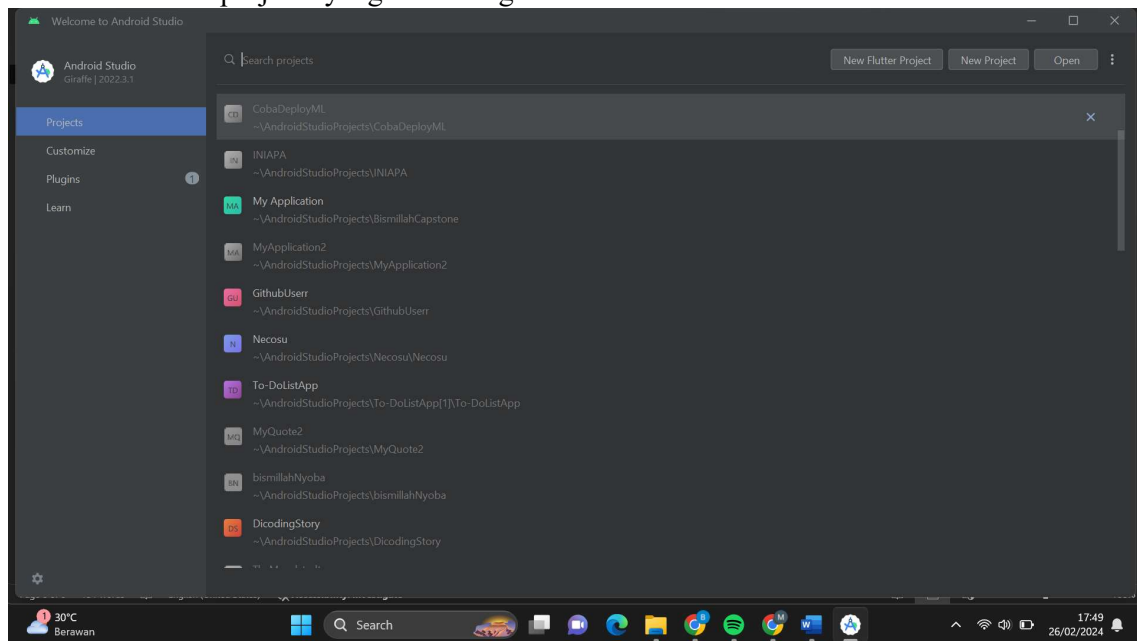 Welcome to Android Studio
Android Studio
Giraffe | 2022.3.1
Search projects
New Flutter Project
New Project
Open
Projects
Customize
Plugins
1
Learn
CD
CobaDeployML
~\AndroidStudioProjects\CobaDeployML
IN
INIAPA
~\AndroidStudioProjects\INIAPA
MA
My Application
~\AndroidStudioProjects\BismillahCapstone
MA
MyApplication2
~\AndroidStudioProjects\MyApplication2
GU
GithubUserr
~\AndroidStudioProjects\GithubUserr
N
Necosu
~\AndroidStudioProjects\Necosu\Necosu
TD
To-DoListApp
~\AndroidStudioProjects\To-DoListApp[1]\To-DoListApp
MQ
MyQuote2
~\AndroidStudioProjects\MyQuote2
BN
bismillahNyoba
~\AndroidStudioProjects\bismillahNyoba
DS
DicodingStory
~\AndroidStudioProjects\DicodingStory
1
30°C
Berawan
Search
17:49
26/02/2024